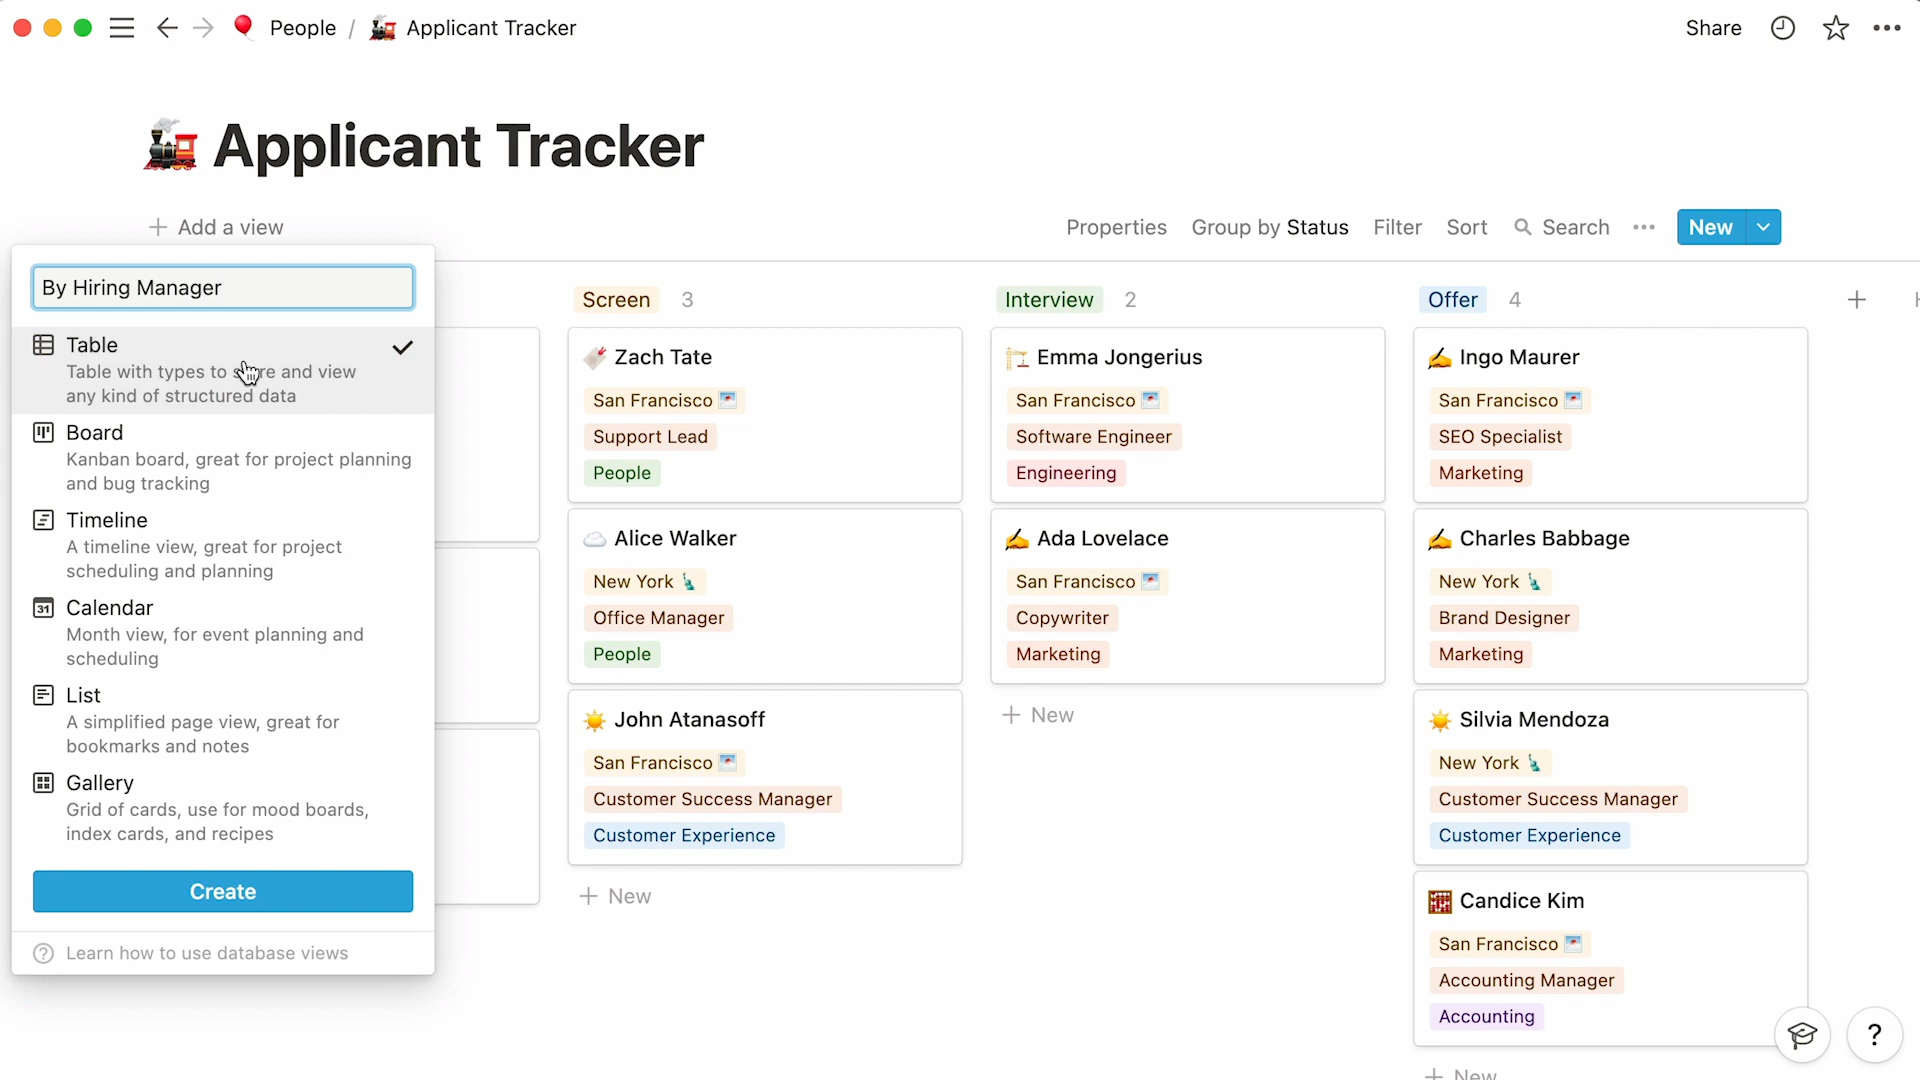 People / Applicant Tracker
Share
Applicant Tracker
Add a view
Properties Group by Status Filter Sort Search New
By Hiring Manager
Table
Table with types to store and view
any kind of structured data
Board
Kanban board, great for project planning
and bug tracking
Timeline
A timeline view, great for project
scheduling and planning
31 Calendar
Month view, for event planning and
scheduling
List
A simplified page view, great for
bookmarks and notes
Gallery
Grid of cards, use for mood boards,
index cards, and recipes
Create
? Learn how to use database views
Screen 3
Zach Tate
San Francisco
Support Lead
People
Alice Walker
New York
Office Manager
People
John Atanasoff
San Francisco
Customer Success Manager
Customer Experience
+ New
Interview 2
Emma Jongerius
San Francisco
Software Engineer
Engineering
Ada Lovelace
San Francisco
Copywriter
Marketing
+ New
Offer 4
Ingo Maurer
San Francisco
SEO Specialist
Marketing
Charles Babbage
New York
Brand Designer
Marketing
Silvia Mendoza
New York
Customer Success Manager
Customer Experience
Candice Kim
San Francisco
Accounting Manager
Accounting
+ New
?